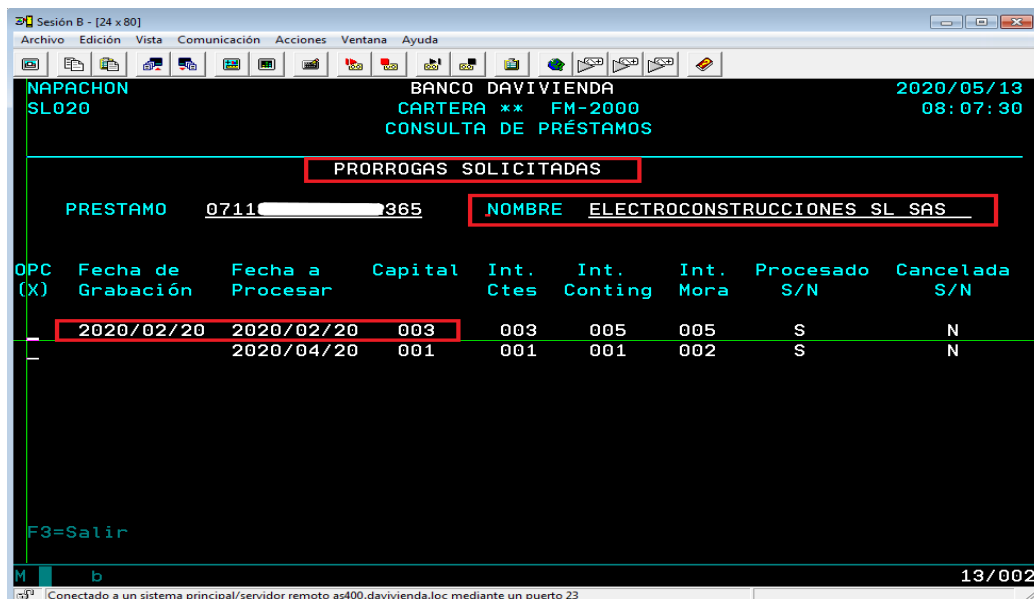 Sesión B - [24 x 80]
Archivo Edición Vista Comunicación Acciones Ventana Ayuda
NAPACHON BANCO DAVIVIENDA 2020/05/13
SL020 CARTERA ** FM-2000 08:07:30
CONSULTA DE PRÉSTAMOS
PRORROGAS SOLICITADAS
PRESTAMO 0711 365 NOMBRE ELECTROCONSTRUCCIONES SL SAS
OPC Fecha de Fecha a Capital Int. Int. Int. Procesado Cancelada
(X) Grabación Procesar Ctes Conting Mora S/N S/N
2020/02/20 2020/02/20 003 003 005 005 S N
2020/04/20 001 001 001 002 S N
F3=Salir
M b 13/002
Conectado a un sistema principal/servidor remoto as400.davivienda.loc mediante un puerto 23